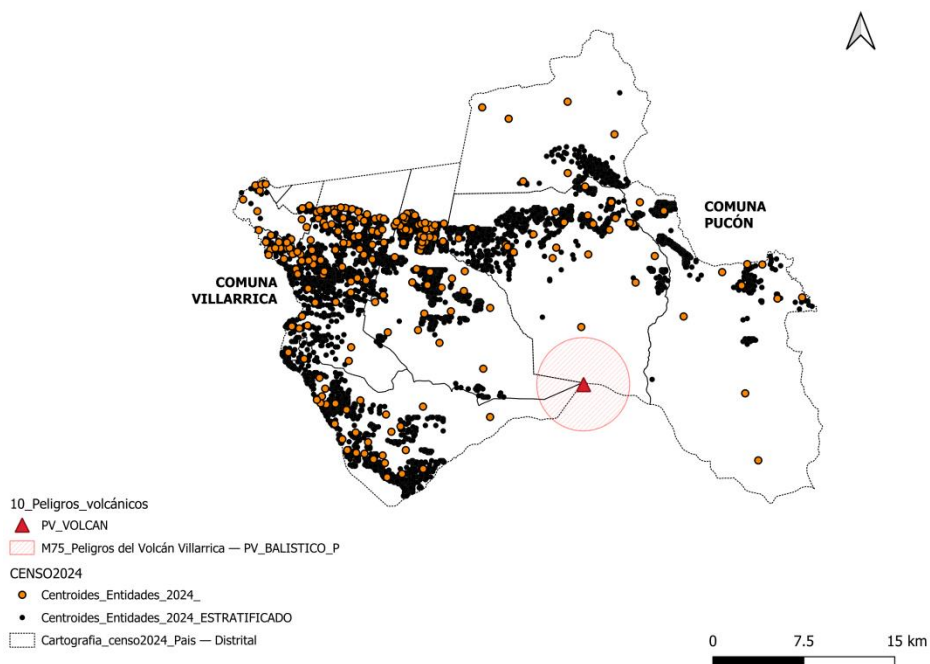 COMUNA
PUCÓN
COMUNA
VILLARRICA
10_Peligros_volcánicos
PV_VOLCAN
M75_Peligros del Volcán Villarrica — PV_BALISTICO_P
CENSO2024
Centroides_Entidades_2024_
Centroides_Entidades_2024_ESTRATIFICADO
Cartografia_censo2024_Pais — Distrital
0 7.5 15 km